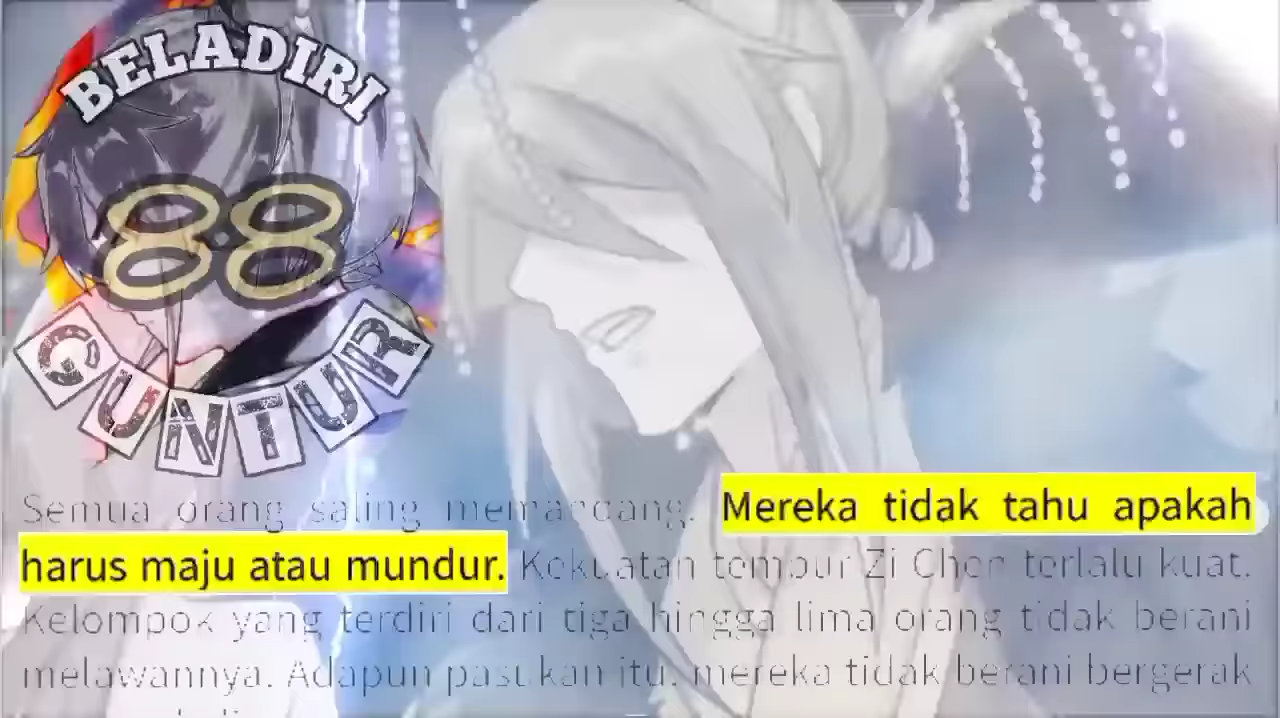 BELADIRI
88
GUNTUR
Semua orang saling memandang. Mereka tidak tahu apakah
harus maju atau mundur. Kekuatan tempur Zi Chen terlalu kuat.
Kelompok yang terdiri dari tiga hingga lima orang tidak berani
melawannya. Adapun pasukan itu, mereka tidak berani bergerak